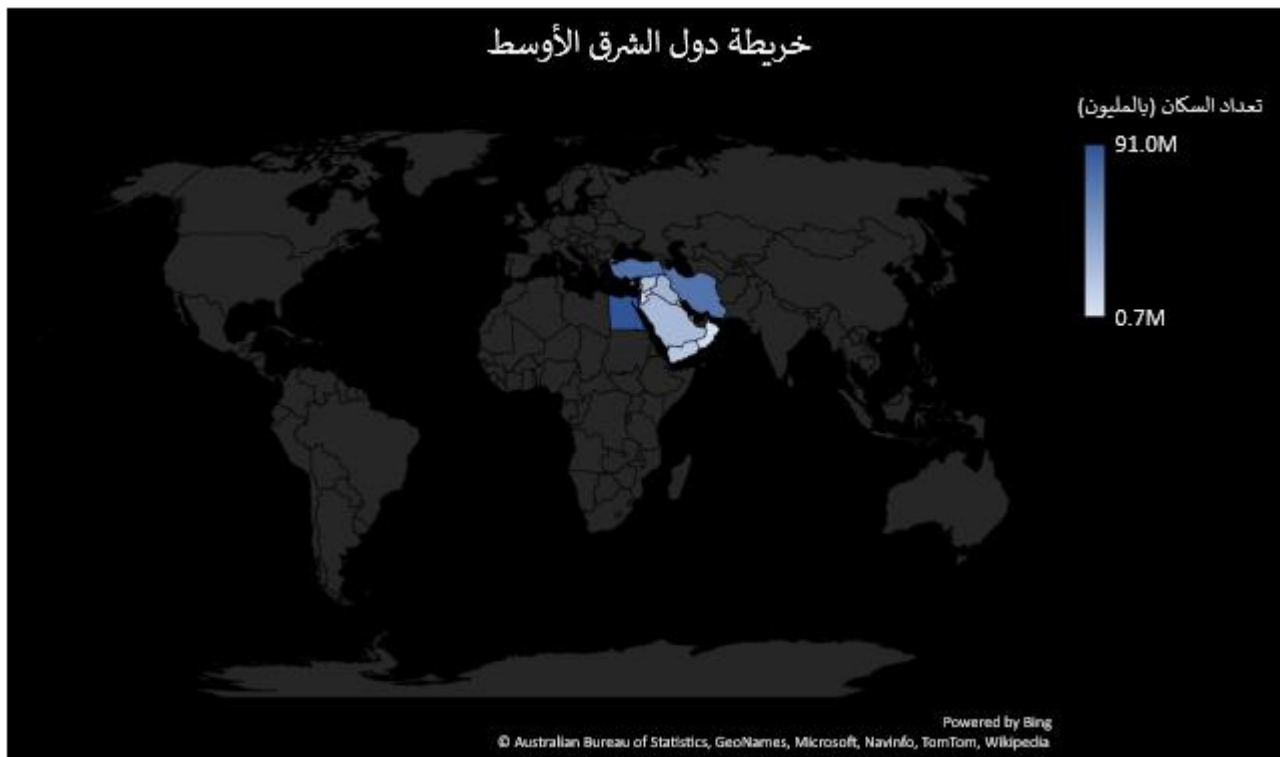 خريطة دول الشرق الأوسط
تعداد السكان (بالمليون)
91.0M
0.7M
Powered by Bing
© Australian Bureau of Statistics, GeoNames, Microsoft, Navinfo, TomTom, Wikipedia